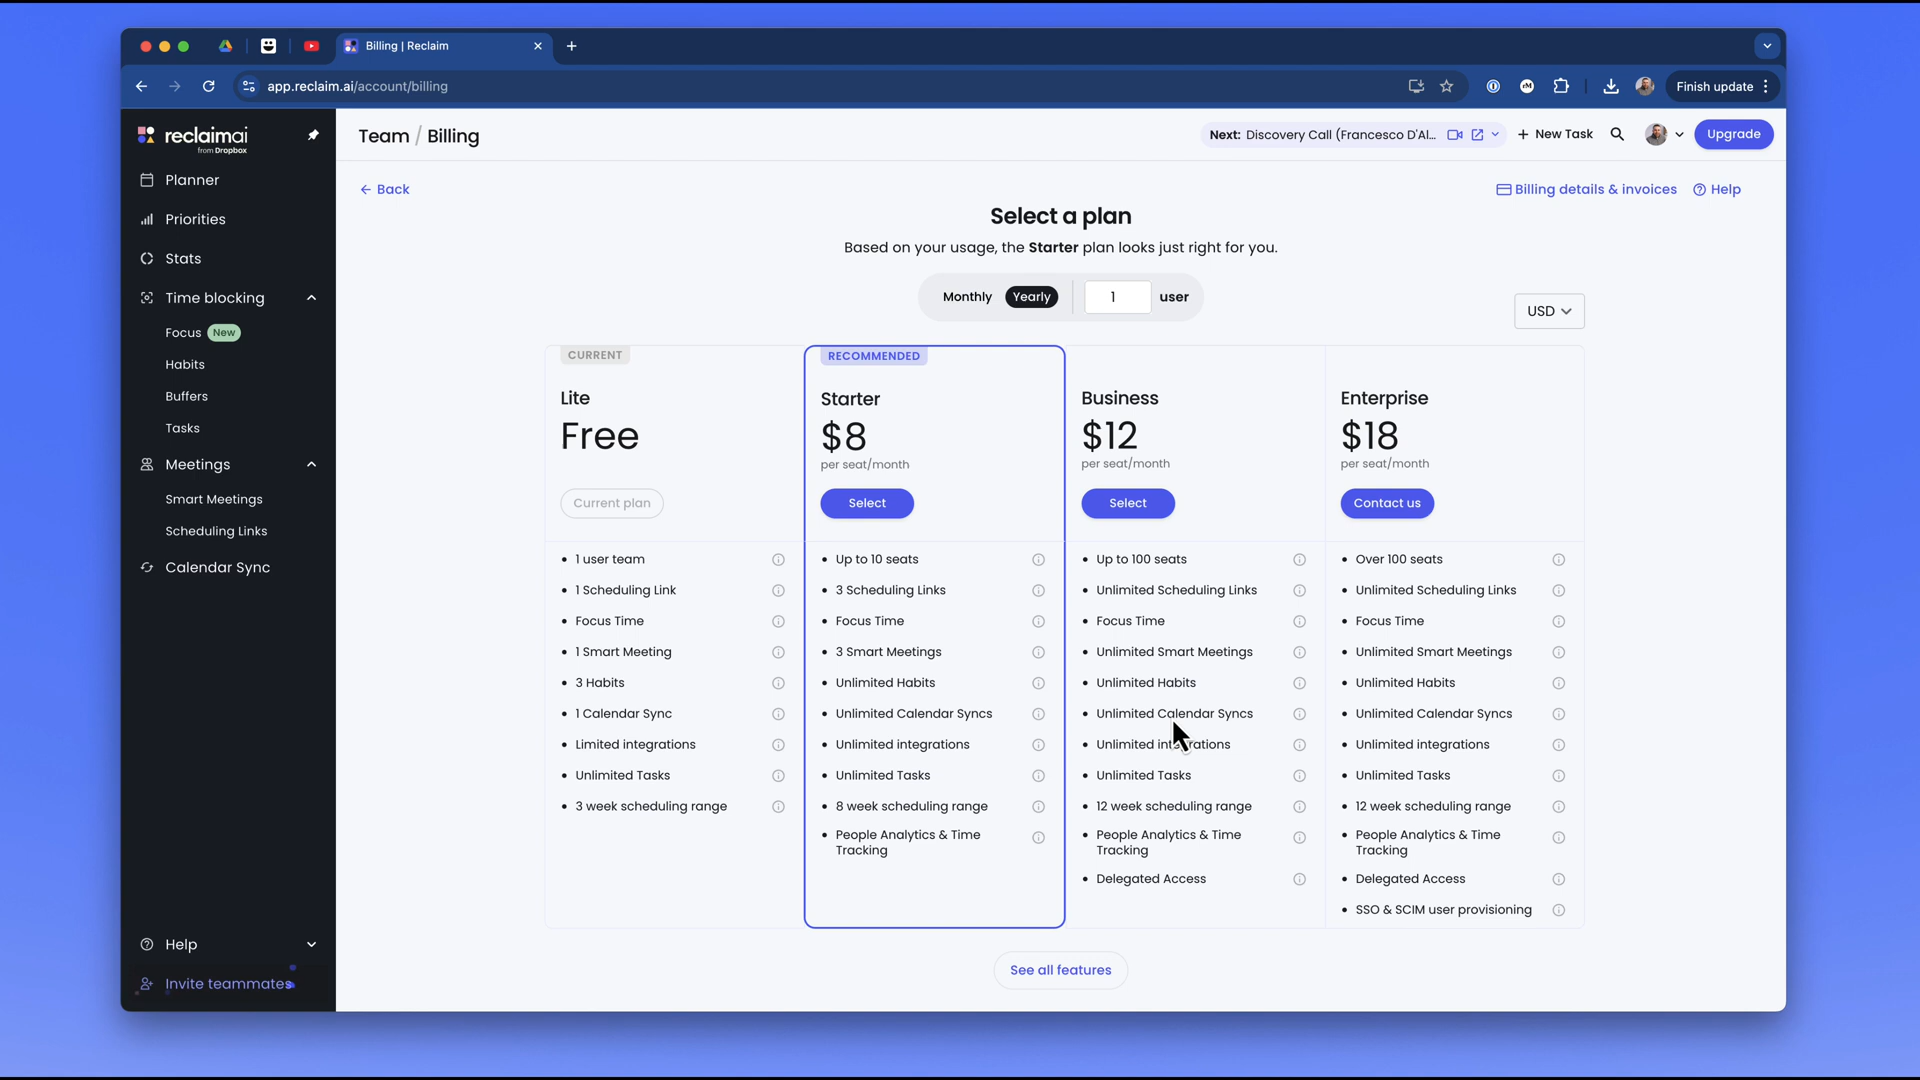 Billing | Reclaim
app.reclaim.ai/account/billing
Finish update
reclaimai
from Dropbox
Team / Billing
Next: Discovery Call (Francesco D'Al...
New Task
Upgrade
Planner
Priorities
Stats
Time blocking
Focus New
Habits
Buffers
Tasks
Meetings
Smart Meetings
Scheduling Links
Calendar Sync
Help
Invite teammates
Back
Billing details & invoices
Help
Select a plan
Based on your usage, the Starter plan looks just right for you.
Monthly Yearly 1 user
USD
CURRENT
Lite
Free
Current plan
1 user team
1 Scheduling Link
Focus Time
1 Smart Meeting
3 Habits
1 Calendar Sync
Limited integrations
Unlimited Tasks
3 week scheduling range
RECOMMENDED
Starter
$8
per seat/month
Select
Up to 10 seats
3 Scheduling Links
Focus Time
3 Smart Meetings
Unlimited Habits
Unlimited Calendar Syncs
Unlimited integrations
Unlimited Tasks
8 week scheduling range
People Analytics & Time
Tracking
Business
$12
per seat/month
Select
Up to 100 seats
Unlimited Scheduling Links
Focus Time
Unlimited Smart Meetings
Unlimited Habits
Unlimited Calendar Syncs
Unlimited integrations
Unlimited Tasks
12 week scheduling range
People Analytics & Time
Tracking
Delegated Access
Enterprise
$18
per seat/month
Contact us
Over 100 seats
Unlimited Scheduling Links
Focus Time
Unlimited Smart Meetings
Unlimited Habits
Unlimited Calendar Syncs
Unlimited integrations
Unlimited Tasks
12 week scheduling range
People Analytics & Time
Tracking
Delegated Access
SSO & SCIM user provisioning
See all features